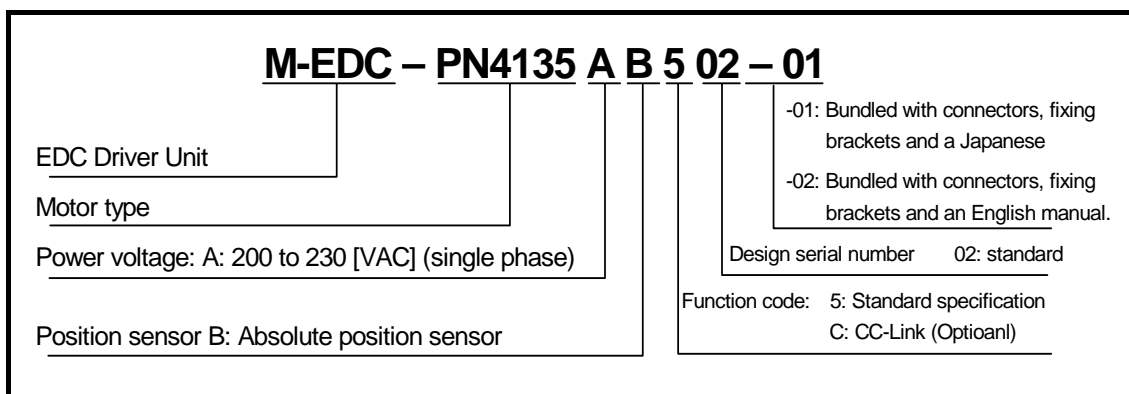 M-EDC – PN4135 A B 5 02 – 01
-01: Bundled with connectors, fixing
brackets and a Japanese
EDC Driver Unit
-02: Bundled with connectors, fixing
brackets and an English manual.
Motor type
Power voltage: A: 200 to 230 [VAC] (single phase)
Design serial number 02: standard
Function code: 5: Standard specification
C: CC-Link (Optioanl)
Position sensor B: Absolute position sensor